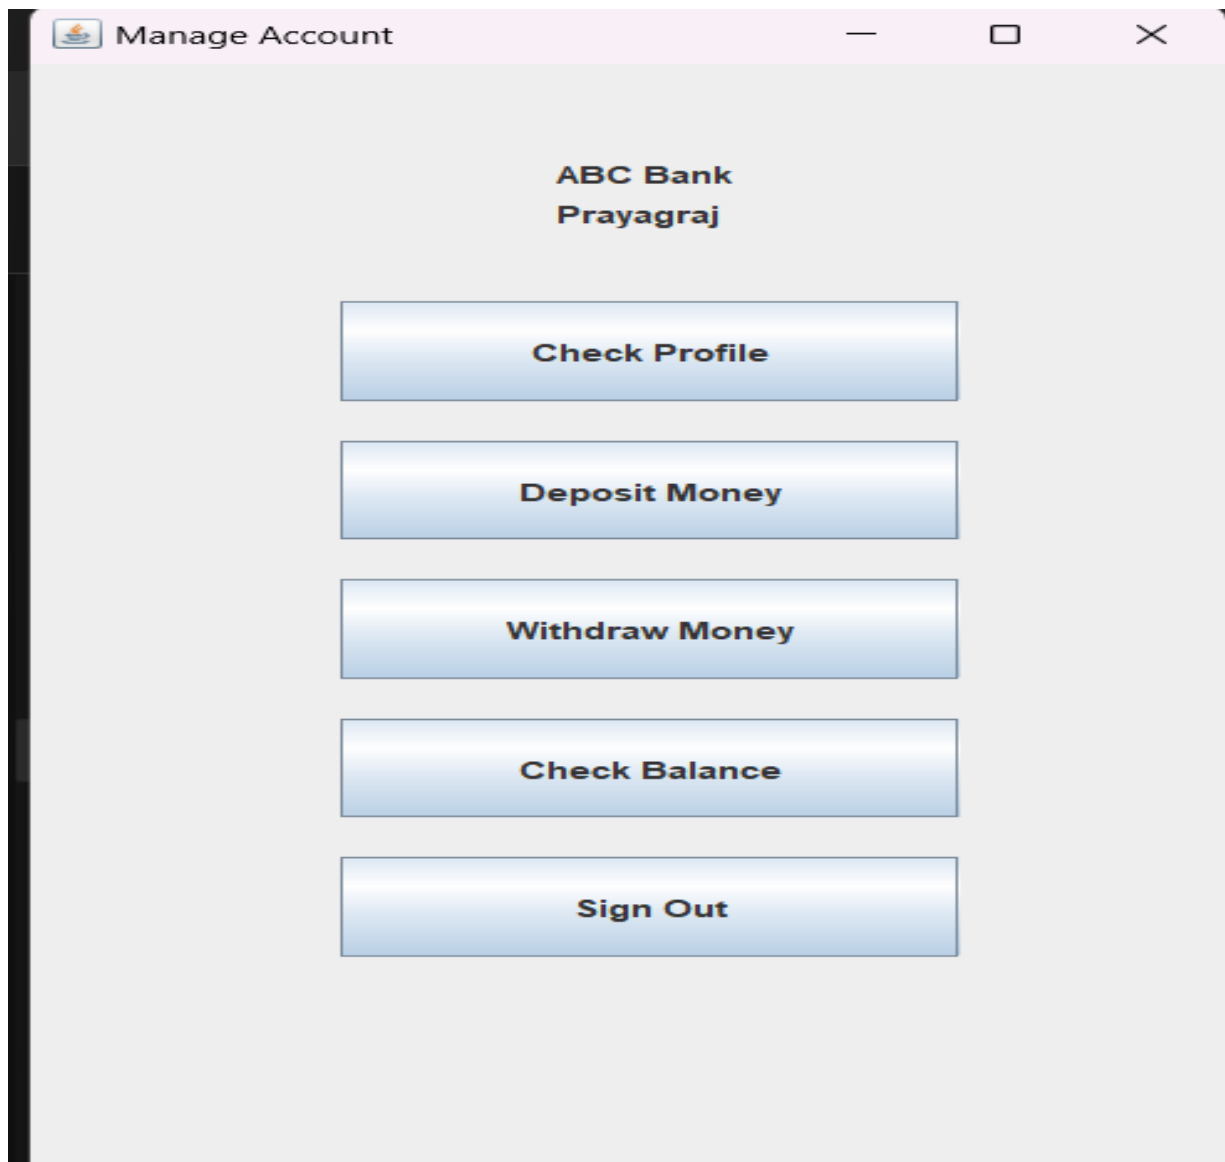 Manage Account
ABC Bank
Prayagraj
Check Profile
Deposit Money
Withdraw Money
Check Balance
Sign Out